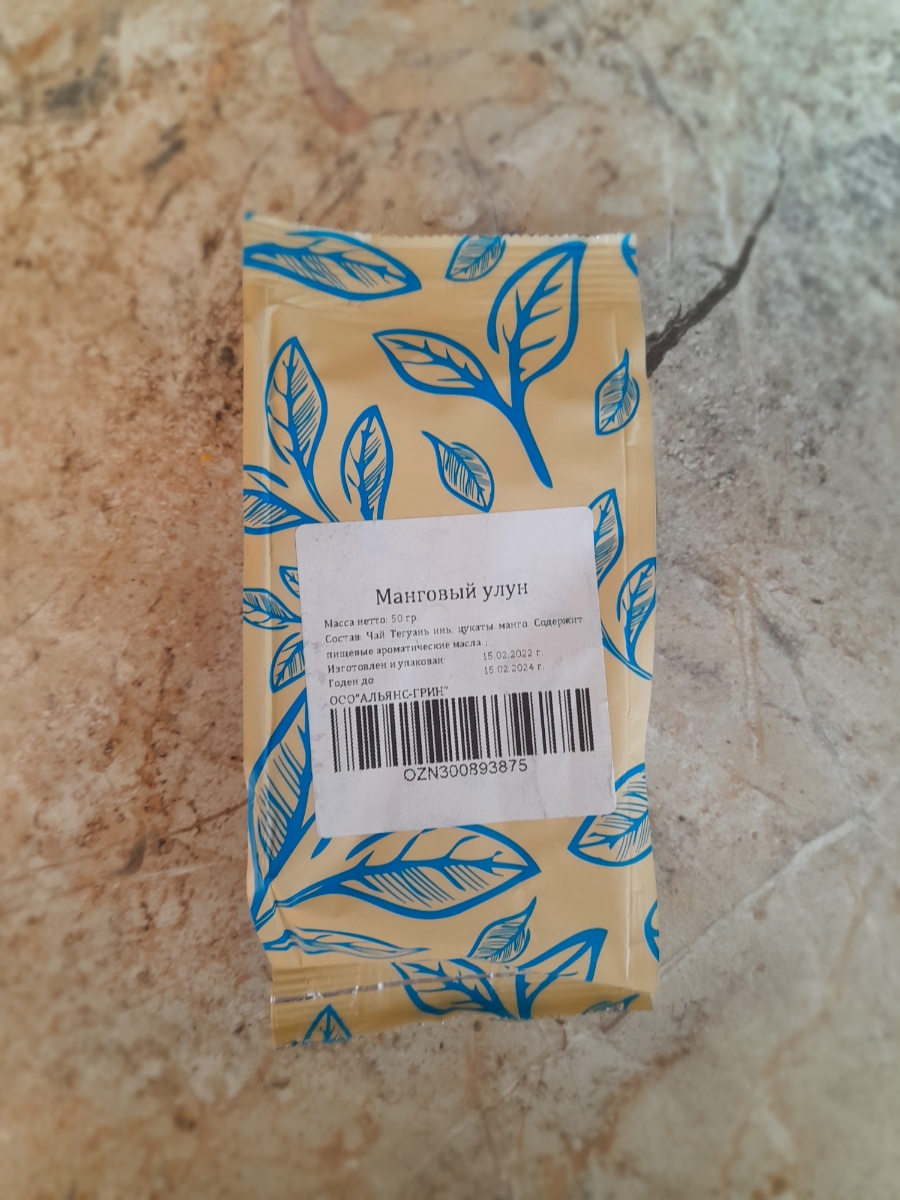 Манговый улун
Масса нетто: 50 гр.
Состав: Чай Тегуань инь, цукаты манго. Содержит
пищевые ароматические масла. ;
Изготовлен и упакован: 15.02.2022 г.
Годен до: 15.02.2024 г.
ООО"АЛЬЯНС-ГРИН"
OZN300893875